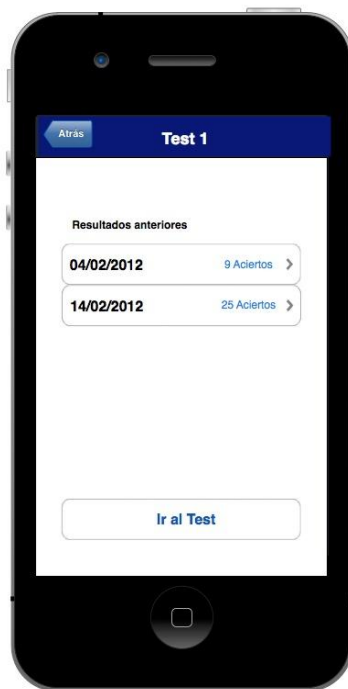 Atrás
Test 1
Resultados anteriores
04/02/2012 9 Aciertos
14/02/2012 25 Aciertos
Ir al Test